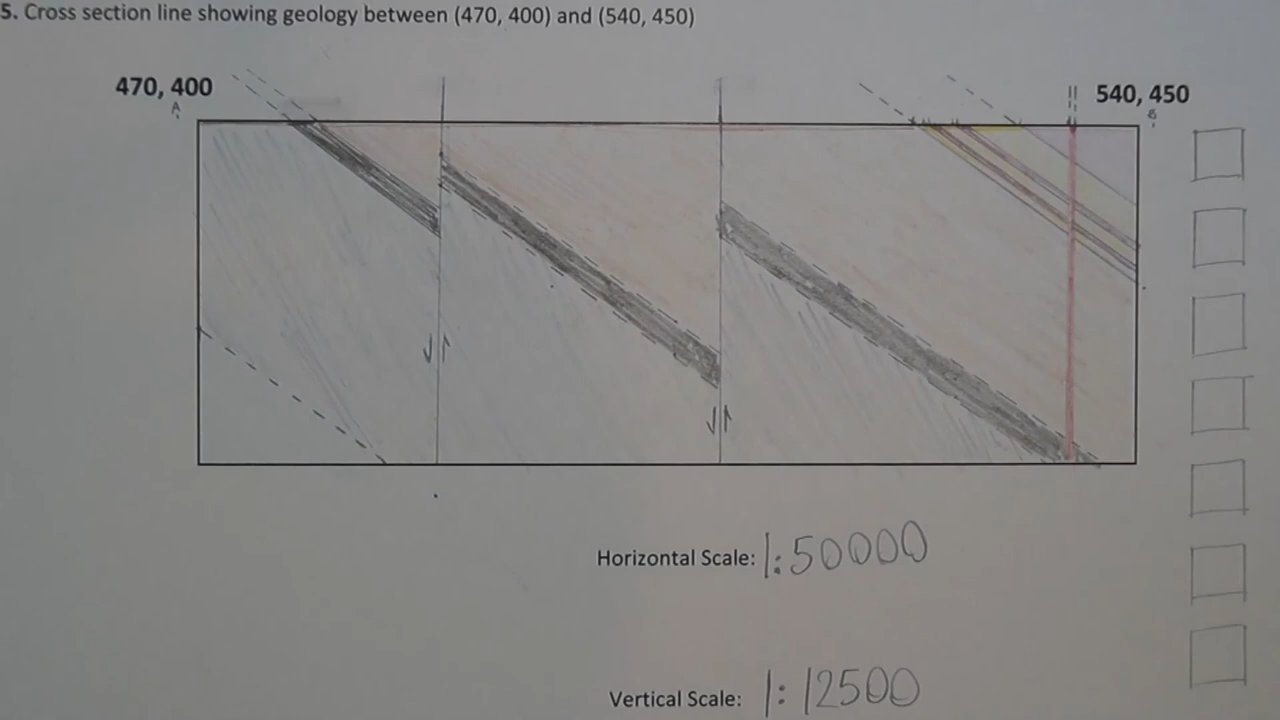 5. Cross section line showing geology between (470, 400) and (540, 450)
470, 400
540, 450
A
B
Horizontal Scale: 1:50000
Vertical Scale: 1:12500